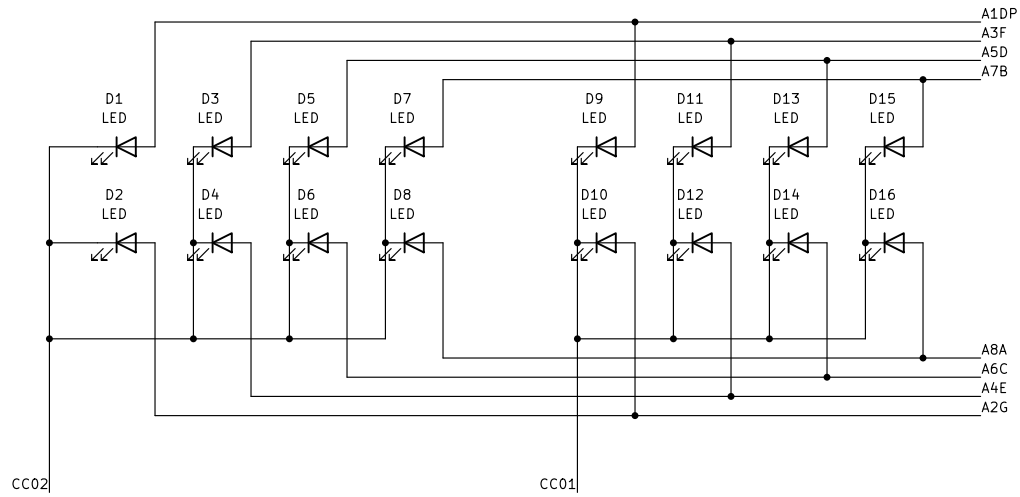 A1DP
A3F
A5D
A7B
D1 D3 D5 D7 D9 D11 D13 D15
LED LED LED LED LED LED LED LED
D2 D4 D6 D8 D10 D12 D14 D16
LED LED LED LED LED LED LED LED
A8A
A6C
A4E
A2G
CC02 CC01